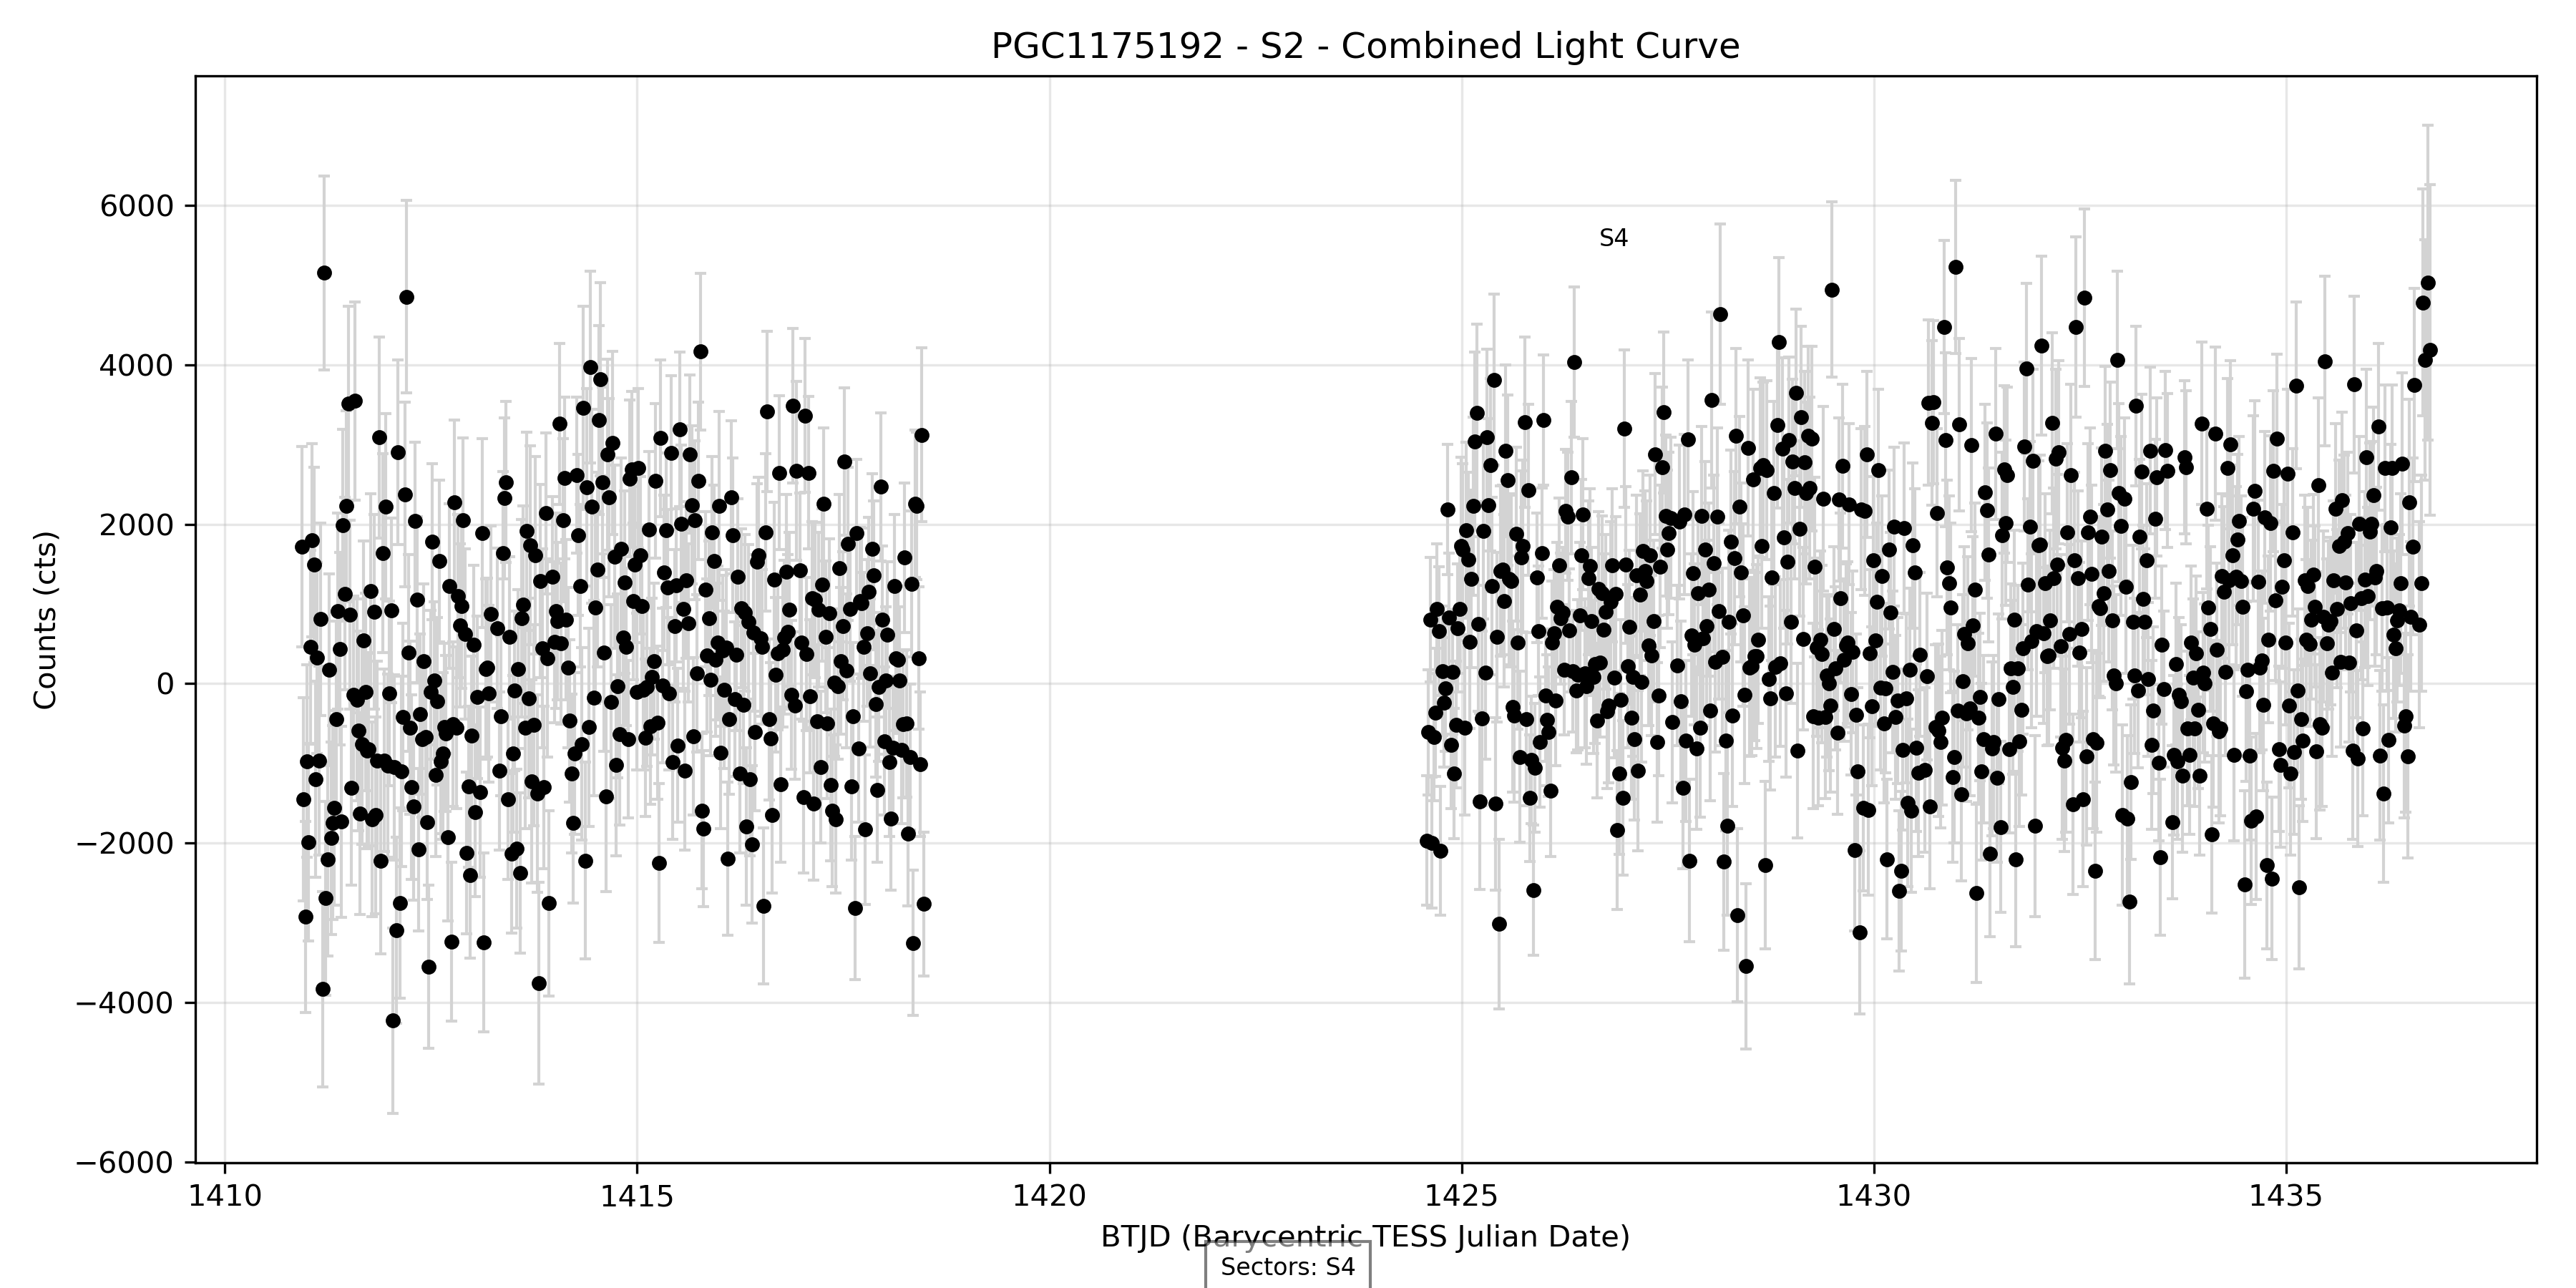 PGC1175192 - S2 - Combined Light Curve
Counts (cts)
6000
4000
2000
0
−2000
−4000
−6000
S4
1410
1415
1420
1425
1430
1435
BTJD (Barycentric TESS Julian Date)
Sectors: S4